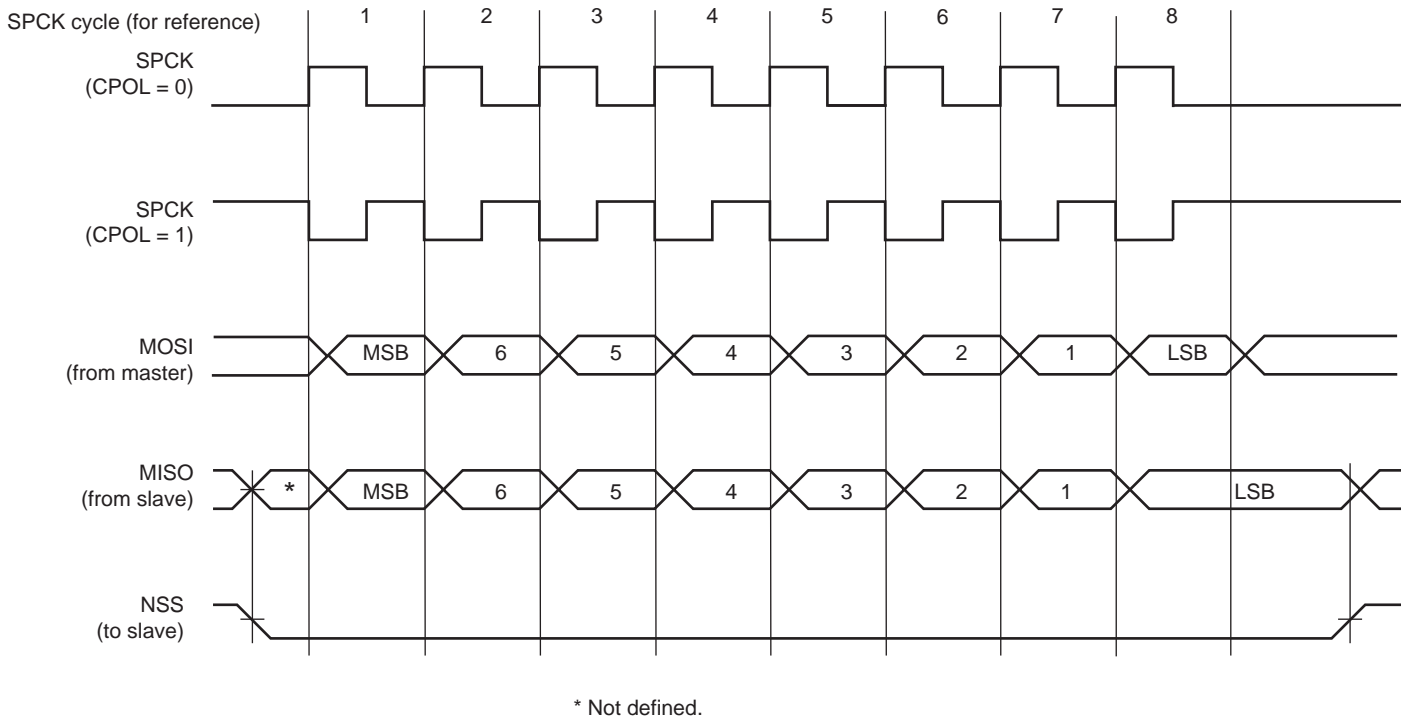 SPCK cycle (for reference) 1 2 3 4 5 6 7 8
SPCK
(CPOL = 0)
SPCK
(CPOL = 1)
MOSI
(from master)
MSB 6 5 4 3 2 1 LSB
MISO
(from slave)
* MSB 6 5 4 3 2 1 LSB
NSS
(to slave)
* Not defined.